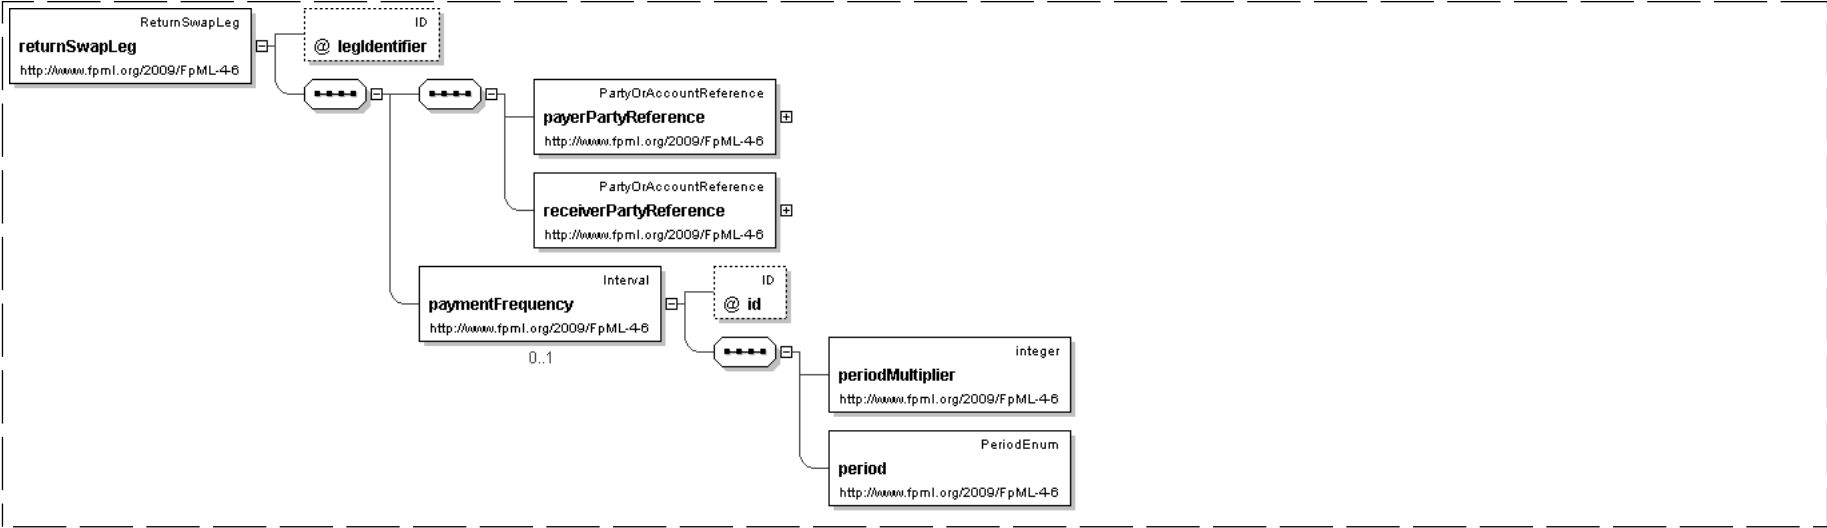 ReturnSwapLeg
returnSwapLeg
http://www.fpml.org/2009/FpML-4-6
ID
@ legIdentifier
PartyOrAccountReference
payerPartyReference
http://www.fpml.org/2009/FpML-4-6
PartyOrAccountReference
receiverPartyReference
http://www.fpml.org/2009/FpML-4-6
Interval
paymentFrequency
http://www.fpml.org/2009/FpML-4-6
0..1
ID
@ id
integer
periodMultiplier
http://www.fpml.org/2009/FpML-4-6
PeriodEnum
period
http://www.fpml.org/2009/FpML-4-6